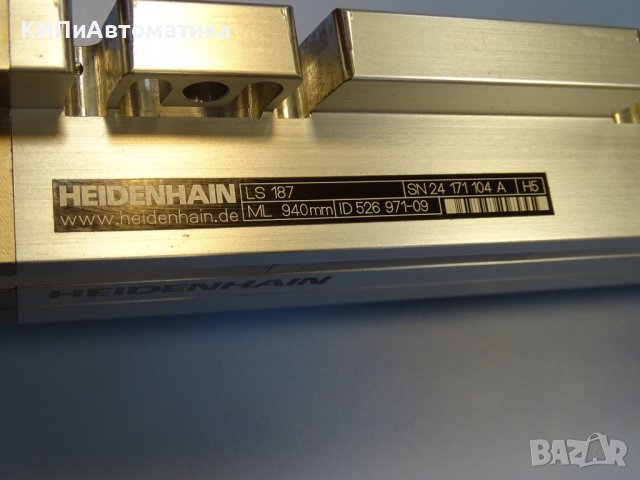 КИПиАвтоматика
HEIDENHAIN LS 187 SN 24 171 104 A H5
www.heidenhain.de ML 940mm ID 526 971-09
HEIDENHAIN
BAZAR